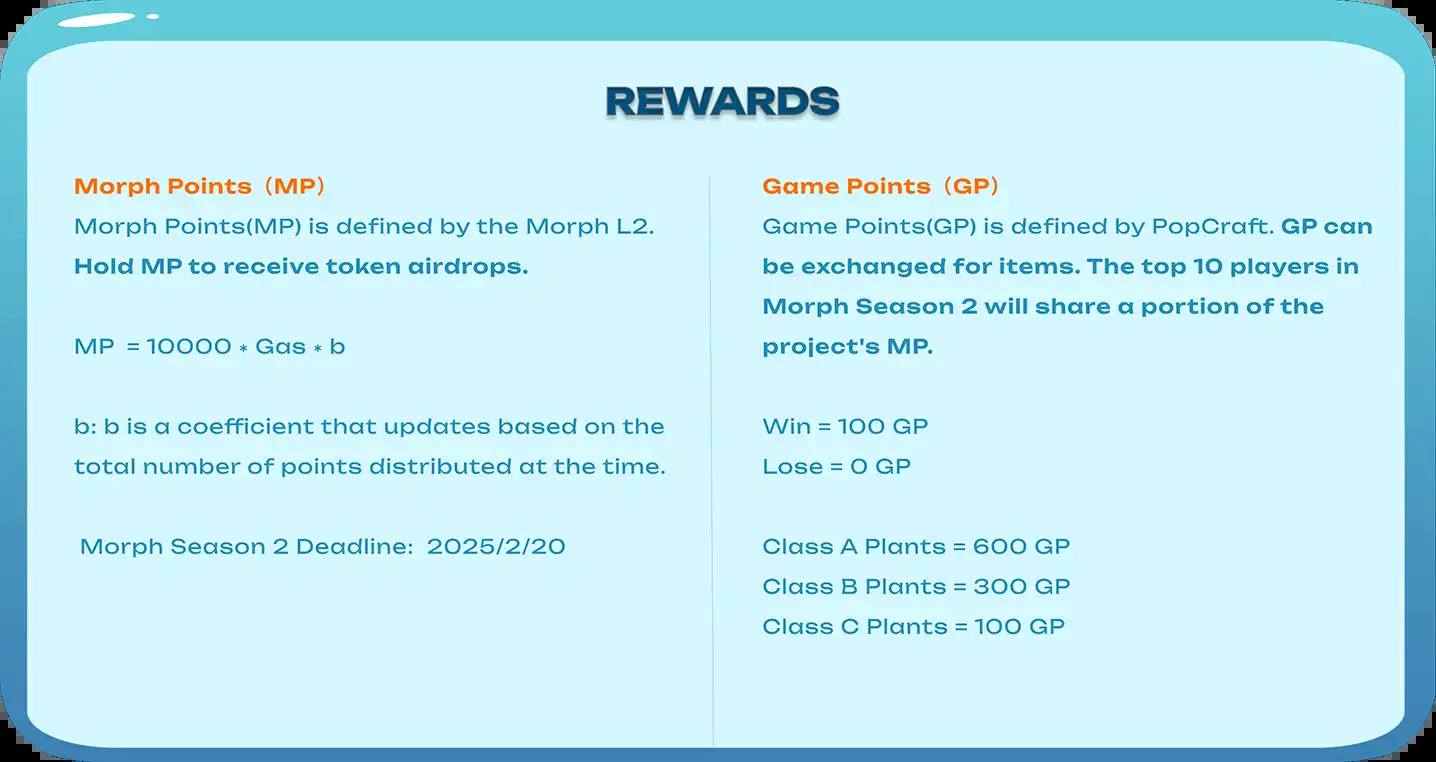 REWARDS
Morph Points（MP）
Morph Points(MP) is defined by the Morph L2.
Hold MP to receive token airdrops.
MP = 10000 * Gas * b
b: b is a coefficient that updates based on the
total number of points distributed at the time.
Morph Season 2 Deadline: 2025/2/20
Game Points（GP）
Game Points(GP) is defined by PopCraft. GP can
be exchanged for items. The top 10 players in
Morph Season 2 will share a portion of the
project's MP.
Win = 100 GP
Lose = 0 GP
Class A Plants = 600 GP
Class B Plants = 300 GP
Class C Plants = 100 GP